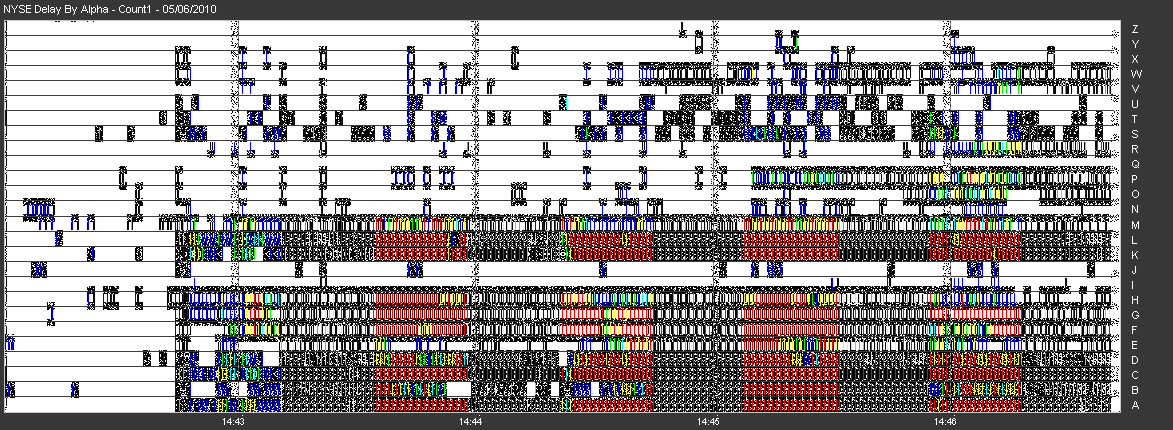 NYSE Delay By Alpha - Count1 - 05/06/2010
Z
Y
X
W
V
U
T
S
R
Q
P
O
N
M
L
K
J
I
H
G
F
E
D
C
B
A
14:43 14:44 14:45 14:46